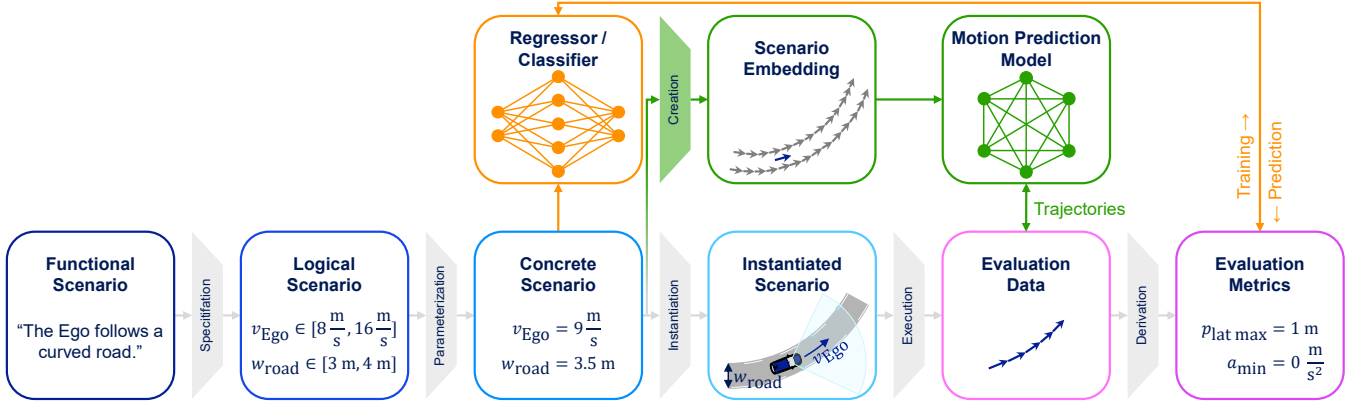 Regressor /
Classifier
Creation
Scenario
Embedding
Motion Prediction
Model
Training →
← Prediction
Trajectories
Functional
Scenario
“The Ego follows a
curved road.”
Specitifation
Logical
Scenario
v_Ego ∈ [8 m/s, 16 m/s]
w_road ∈ [3 m, 4 m]
Parameterization
Concrete
Scenario
v_Ego = 9 m/s
w_road = 3.5 m
Instantiation
Instantiated
Scenario
v_Ego
w_road
Execution
Evaluation
Data
Derivation
Evaluation
Metrics
p_lat max = 1 m
a_min = 0 m/s²